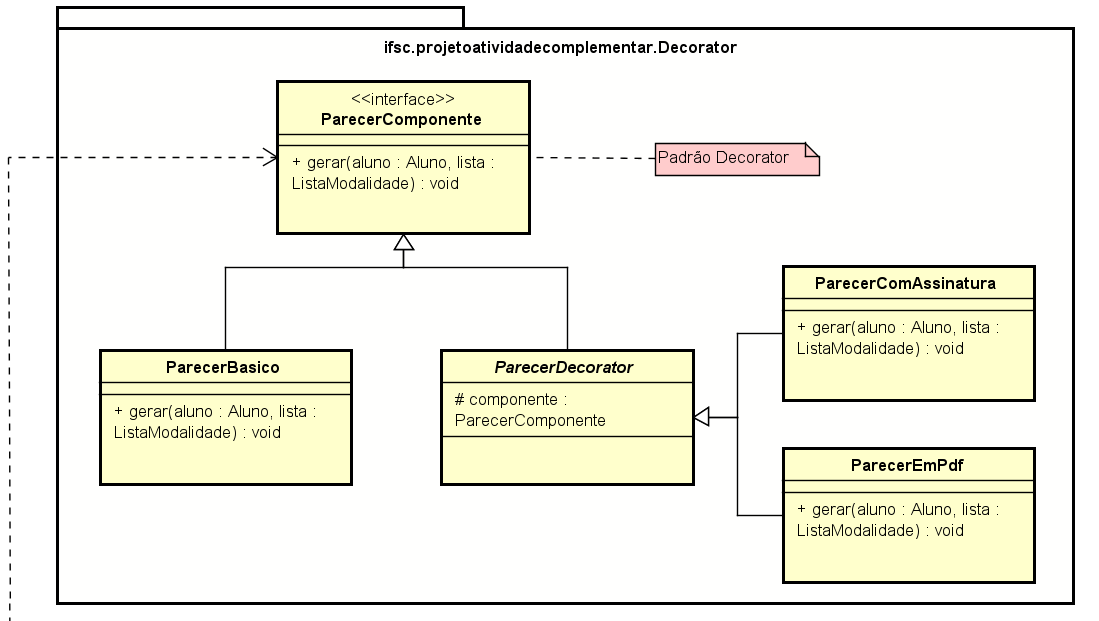 ifsc.projetoatividadecomplementar.Decorator
<<interface>>
ParecerComponente
+ gerar(aluno : Aluno, lista :
ListaModalidade) : void
Padrão Decorator
ParecerBasico
+ gerar(aluno : Aluno, lista :
ListaModalidade) : void
ParecerDecorator
# componente :
ParecerComponente
ParecerComAssinatura
+ gerar(aluno : Aluno, lista :
ListaModalidade) : void
ParecerEmPdf
+ gerar(aluno : Aluno, lista :
ListaModalidade) : void